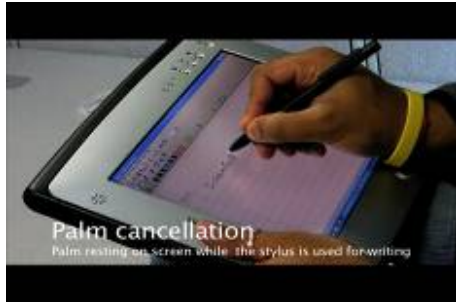 Palm cancellation
Palm resting on screen while the stylus is used for writing